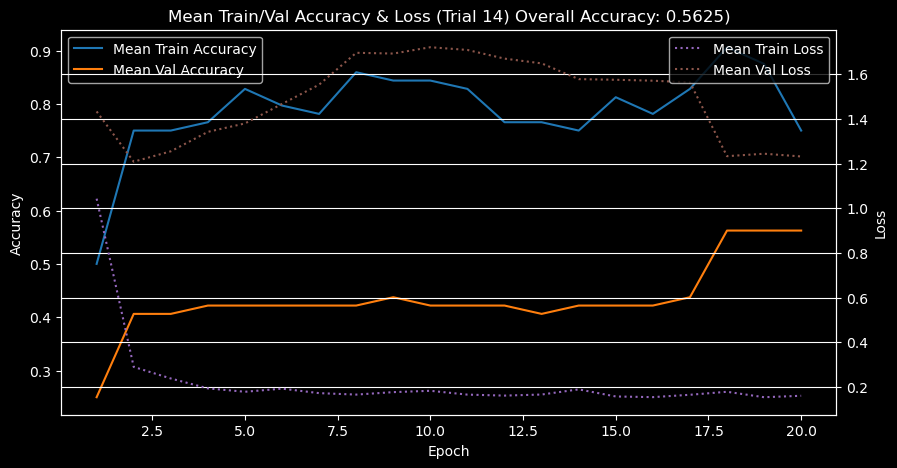 Mean Train/Val Accuracy & Loss (Trial 14) Overall Accuracy: 0.5625)
Mean Train Accuracy
Mean Val Accuracy
Mean Train Loss
Mean Val Loss
Accuracy
0.9
0.8
0.7
0.6
0.5
0.4
0.3
1.6
1.4
1.2
1.0
0.8
0.6
0.4
0.2
Loss
2.5 5.0 7.5 10.0 12.5 15.0 17.5 20.0
Epoch